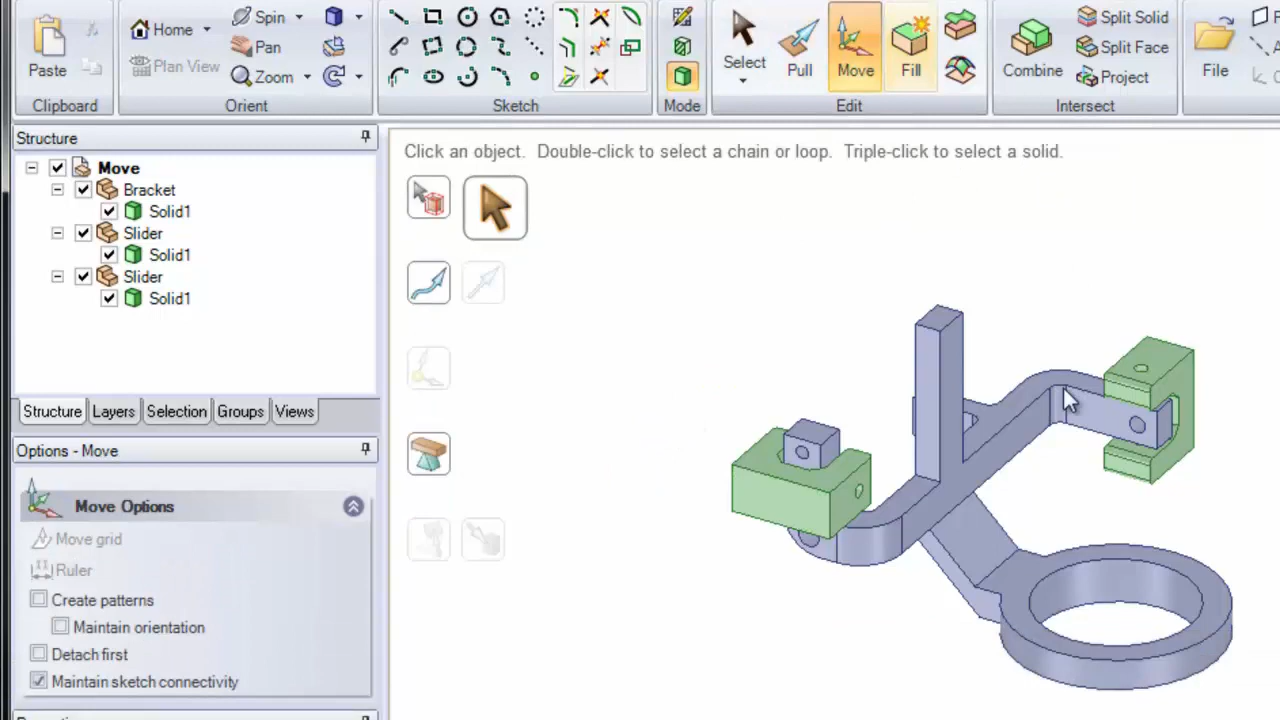 Paste
Clipboard
Home
Plan View
Spin
Pan
Zoom
Orient
Sketch
Mode
Select
Pull
Move
Fill
Edit
Combine
Split Solid
Split Face
Project
Intersect
File
Structure
Move
Bracket
Solid1
Slider
Solid1
Slider
Solid1
Structure Layers Selection Groups Views
Options - Move
Move Options
Move grid
Ruler
Create patterns
Maintain orientation
Detach first
Maintain sketch connectivity
Click an object. Double-click to select a chain or loop. Triple-click to select a solid.